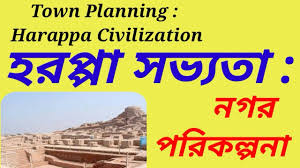 Town Planning :
Harappa Civilization
হরপ্পা সভ্যতা :
নগর
পরিকল্পনা